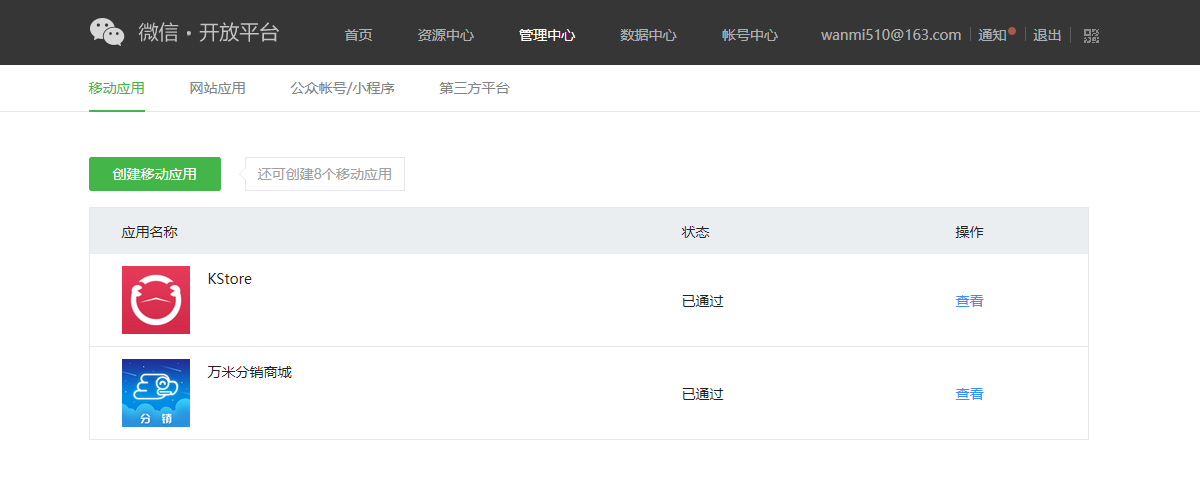 微信·开放平台 首页 资源中心 管理中心 数据中心 帐号中心 wanmi510@163.com 通知 退出
移动应用 网站应用 公众帐号/小程序 第三方平台
创建移动应用 还可创建8个移动应用
应用名称 状态 操作
KStore
已通过 查看
万米分销商城
已通过 查看
分 销